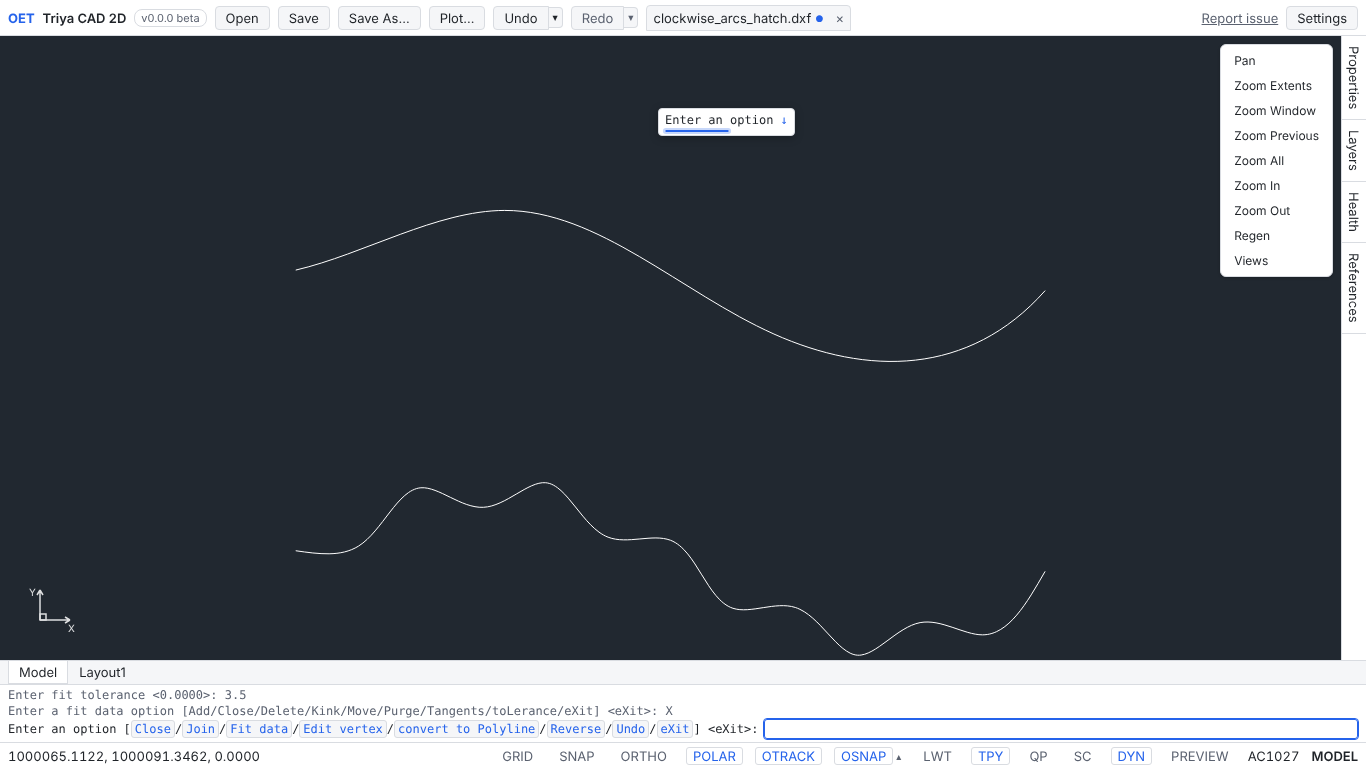 OET Triya CAD 2D v0.0.0 beta Open Save Save As... Plot... Undo ▾ Redo ▾ clockwise_arcs_hatch.dxf ● × Report issue Settings
Pan
Zoom Extents
Zoom Window
Zoom Previous
Zoom All
Zoom In
Zoom Out
Regen
Views
Properties
Layers
Health
References
Enter an option ↓
Y
X
Model Layout1
Enter fit tolerance <0.0000>: 3.5
Enter a fit data option [Add/Close/Delete/Kink/Move/Purge/Tangents/toLerance/eXit] <eXit>: X
Enter an option [Close/Join/Fit data/Edit vertex/convert to Polyline/Reverse/Undo/eXit] <eXit>:
1000065.1122, 1000091.3462, 0.0000 GRID SNAP ORTHO POLAR OTRACK OSNAP ▴ LWT TPY QP SC DYN PREVIEW AC1027 MODEL